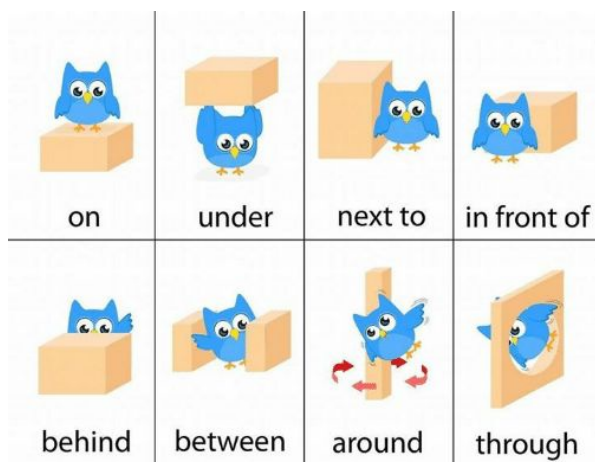 on
under
next to
in front of
behind
between
around
through